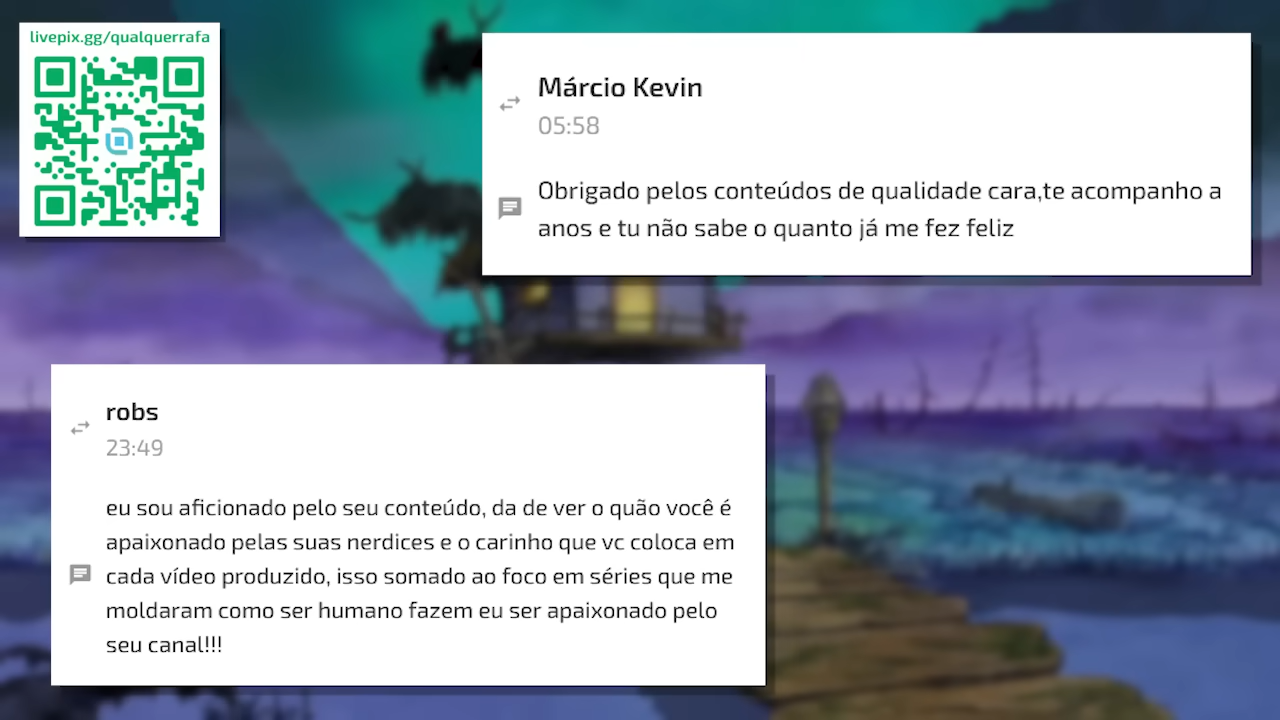 livepix.gg/qualquerrafa
Márcio Kevin
05:58
Obrigado pelos conteúdos de qualidade cara,te acompanho a
anos e tu não sabe o quanto já me fez feliz
robs
23:49
eu sou aficionado pelo seu conteúdo, da de ver o quão você é
apaixonado pelas suas nerdices e o carinho que vc coloca em
cada vídeo produzido, isso somado ao foco em séries que me
moldaram como ser humano fazem eu ser apaixonado pelo
seu canal!!!